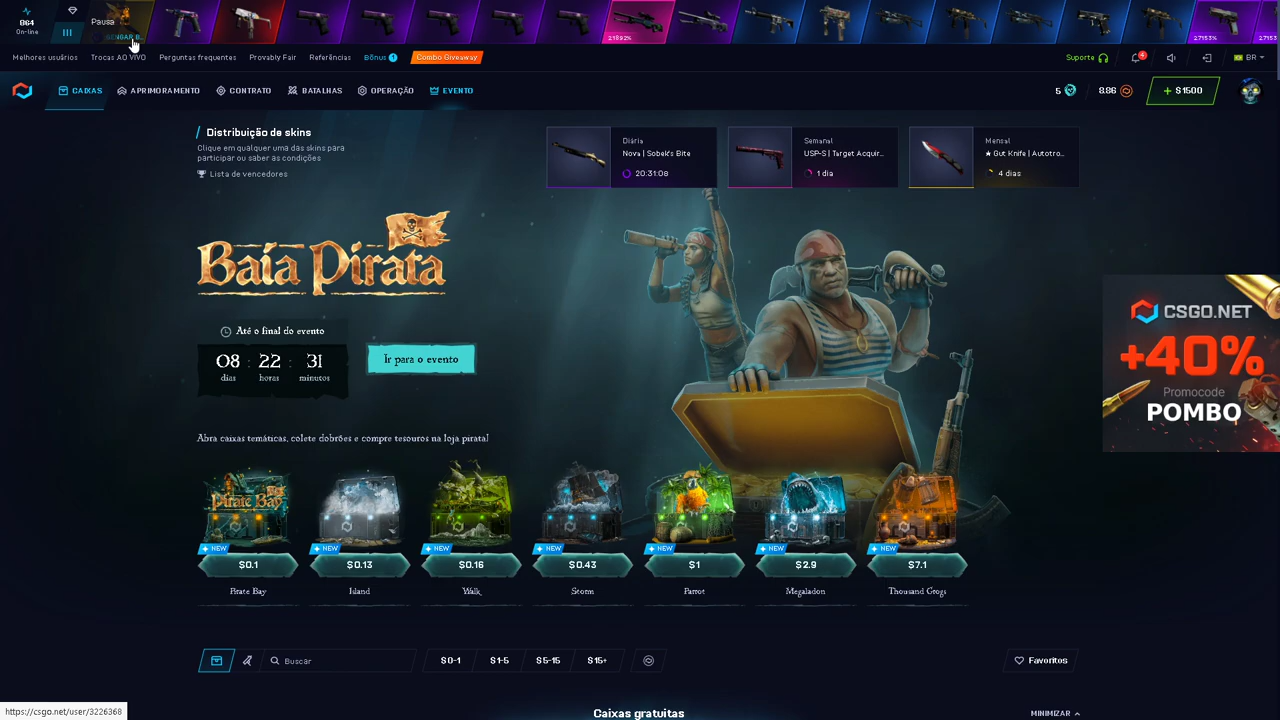 864
On-line
Pausa
21892%
27153%
2715
Melhores usuários
Trocas AO VIVO
Perguntas frequentes
Provably Fair
Referências
Bônus 1
Combo Giveaway
Suporte
4
BR
CAIXAS
APRIMORAMENTO
CONTRATO
BATALHAS
OPERAÇÃO
EVENTO
5
8.86
+ $1500
Distribuição de skins
Clique em qualquer uma das skins para
participar ou saber as condições
Lista de vencedores
Diária
Nova | Sobek's Bite
20:31:08
Semanal
USP-S | Target Acquir...
1 dia
Mensal
★ Gut Knife | Autotro...
4 dias
Baía Pirata
Até o final do evento
08 : 22 : 31
dias horas minutos
Ir para o evento
CSGO.NET
+40%
Promocode
POMBO
Abra caixas temáticas, colete dobrões e compre tesouros na loja pirata!
Pirate Bay
NEW
NEW
NEW
NEW
NEW
NEW
NEW
$0.1
$0.13
$0.16
$0.43
$1
$2.9
$7.1
Pirate Bay
Island
Walk
Storm
Parrot
Megaladon
Thousand Grogs
Buscar
$0-1
$1-5
$5-15
$15+
Favoritos
Caixas gratuitas
MINIMIZAR
https://csgo.net/user/3226368